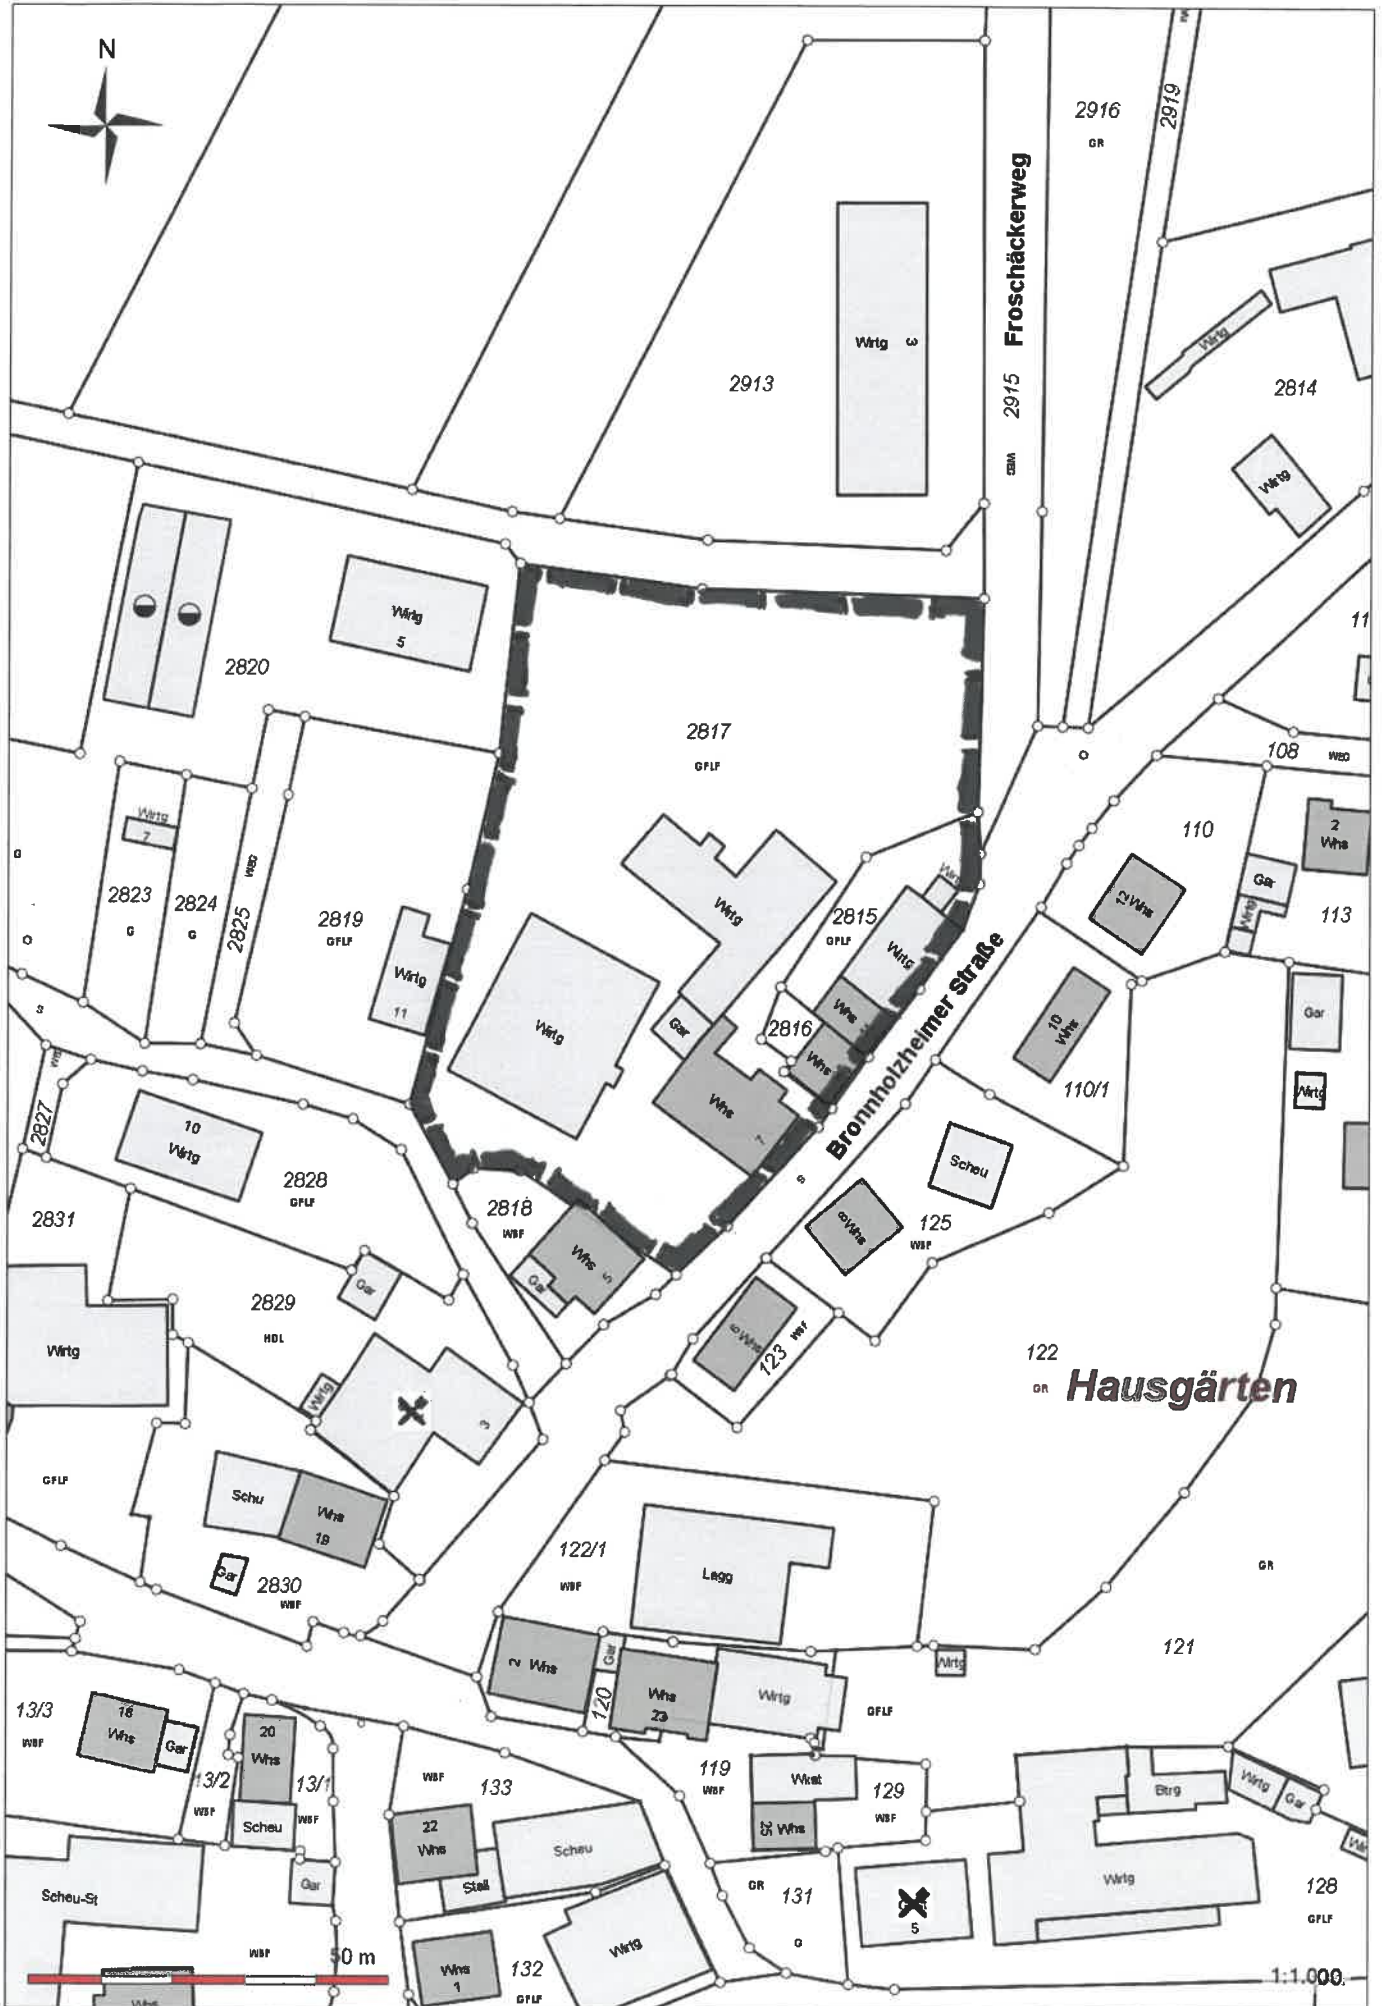 N
2916
GR
2919
Froschäckerweg
2915
WEG
Wirtg
3
2913
Wirtg
2814
Wirtg
Wirtg
5
2820
11
2817
GFLF
108
WEG
2
Whs
110
12 Whs
Gar
Wirtg
113
Wirtg
7
2823
G
2824
G
WEG
2825
2819
GFLF
Wirtg
11
G
Wirtg
2815
GFLF
Wirtg
Wirtg
Whs
2816
Whs
Wirtg
Gar
Whs
7
Bronnholzheimer Straße
S
10
Whs
110/1
Gar
Wirtg
S
2827
10
Wirtg
2828
GFLF
2831
2818
WBF
Whs
5
Gar
Scheu
8 Whs
125
WBF
Gar
2829
HDL
Wirtg
Wirtg
3
6 Whs
WBF
123
122
GR
Hausgärten
GFLF
Schu
Whs
19
Gar
2830
WBF
122/1
WBF
Lagg
GR
121
2 Whs
Gar
120
Whs
23
Wirtg
Wirtg
GFLF
13/3
WBF
18
Whs
Gar
13/2
WBF
20
Whs
13/1
WBF
Scheu
WBF
133
22
Whs
Scheu
Stall
119
WBF
Wkst
25 Whs
129
WBF
Btrg
Wirtg
Gar
Wirtg
128
GFLF
Scheu-St
Gar
GR
131
G
5
WBF
50 m
Whs
Whs
1
132
GFLF
Wirtg
1:1.000